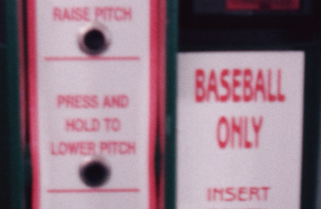 RAISE PITCH
PRESS AND
HOLD TO
LOWER PITCH
BASEBALL
ONLY
INSERT